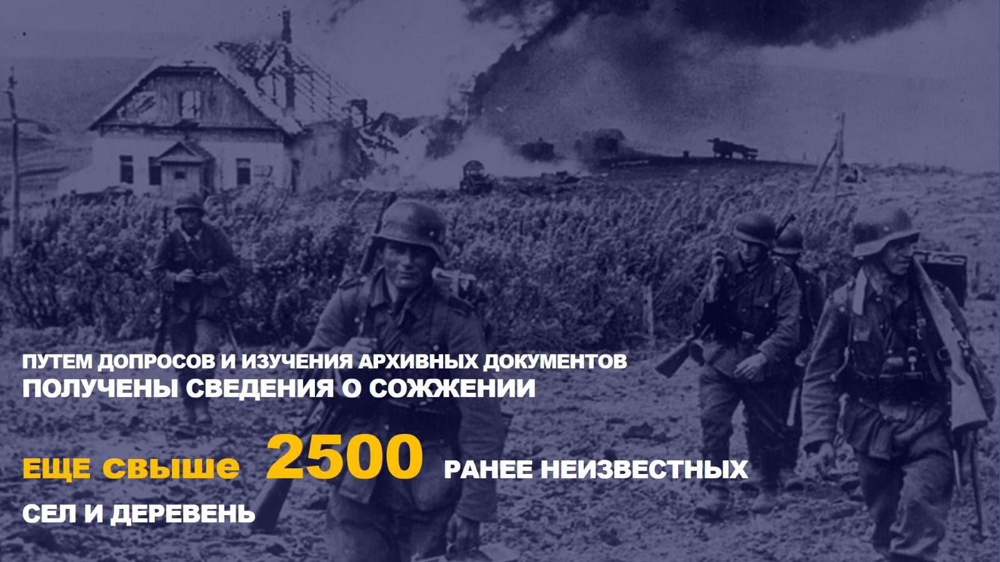 ПУТЕМ ДОПРОСОВ И ИЗУЧЕНИЯ АРХИВНЫХ ДОКУМЕНТОВ
ПОЛУЧЕНЫ СВЕДЕНИЯ О СОЖЖЕНИИ
ЕЩЕ свыше 2500 РАНЕЕ НЕИЗВЕСТНЫХ
СЕЛ И ДЕРЕВЕНЬ